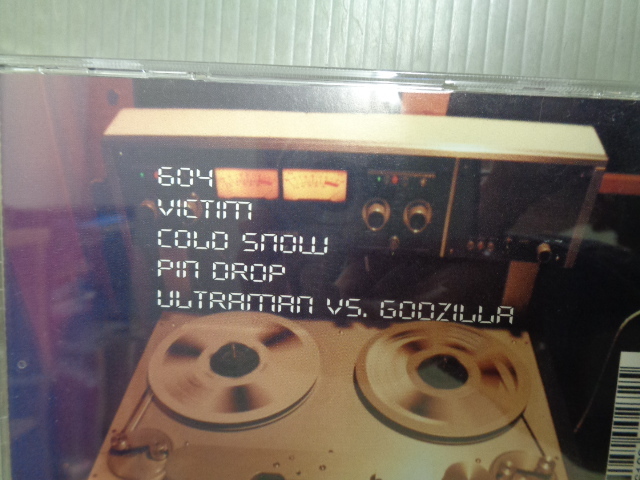 604
VICTIM
COLD SNOW
PIN DROP
ULTRAMAN VS. GODZILLA